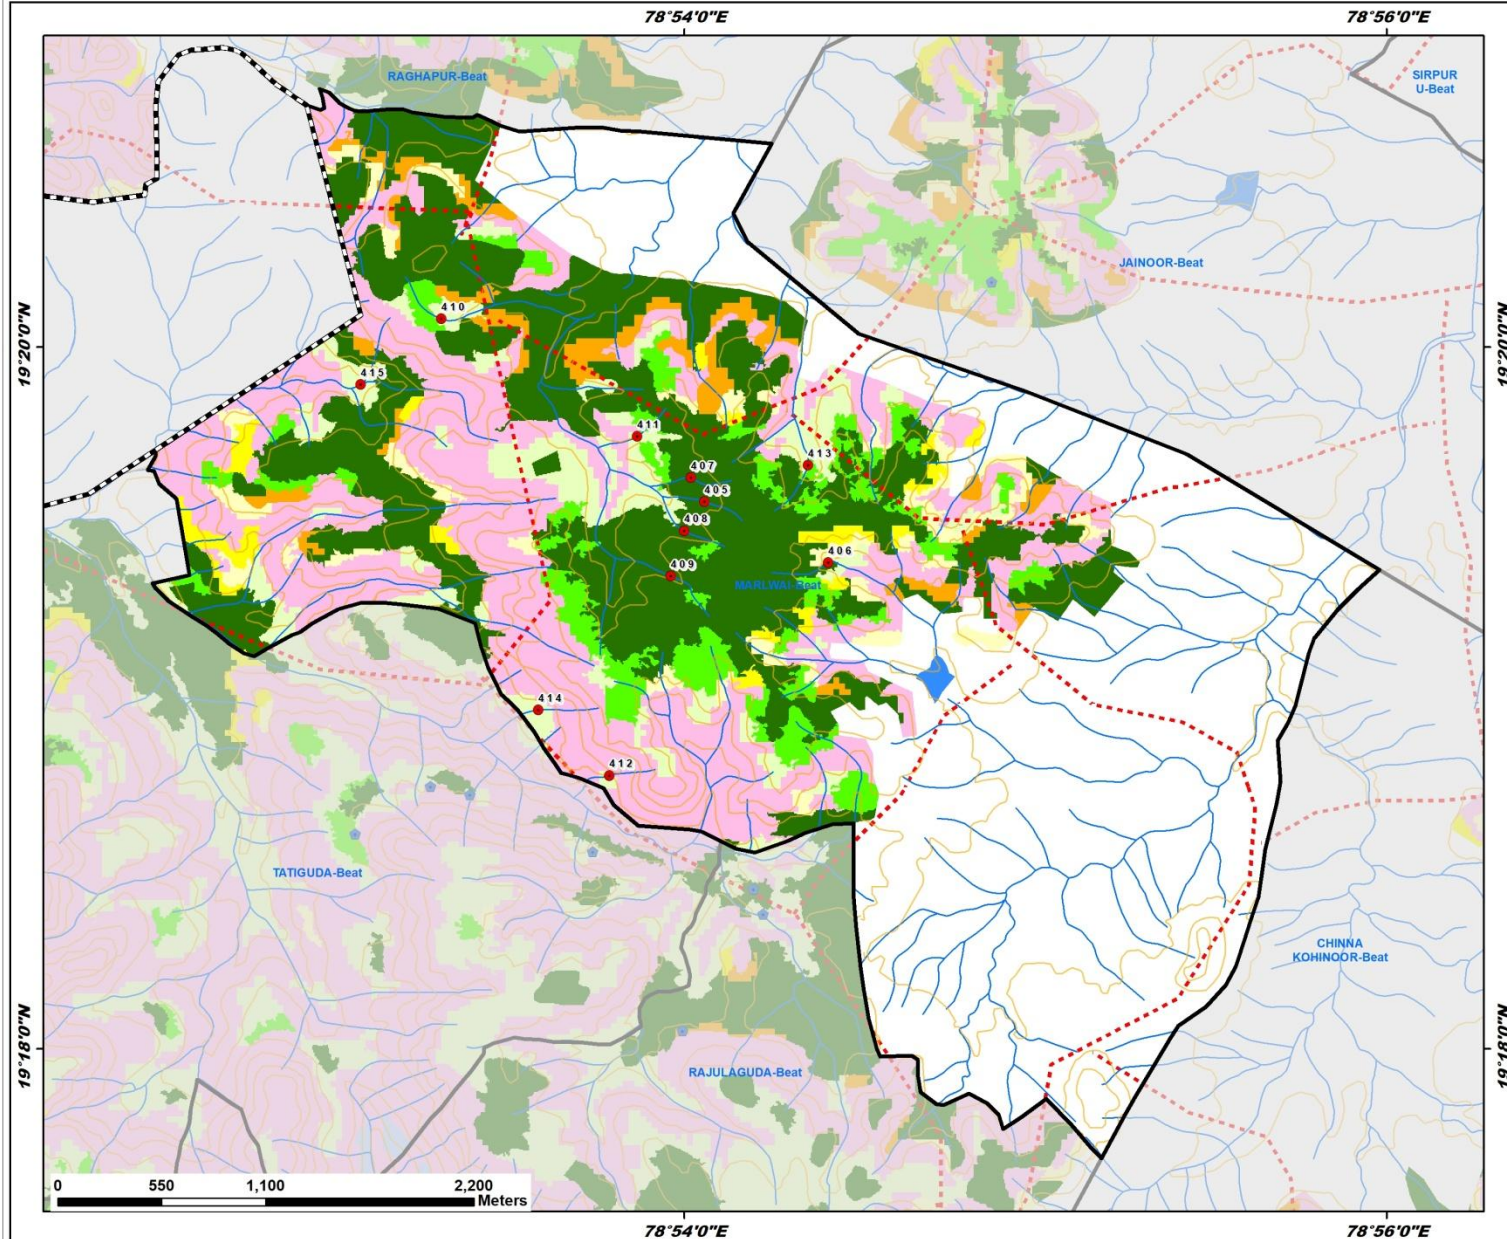 78°54'0"E
78°56'0"E
RAGHAPUR-Beat
SIRPUR
U-Beat
JAINOOR-Beat
410
19°20'0"N
19°20'0"N
415
411
413
407
405
408
406
409
MARLWAI-Beat
414
412
TATIGUDA-Beat
CHINNA
KOHINOOR-Beat
19°18'0"N
19°18'0"N
RAJULAGUDA-Beat
0 550 1,100 2,200
Meters
78°54'0"E
78°56'0"E